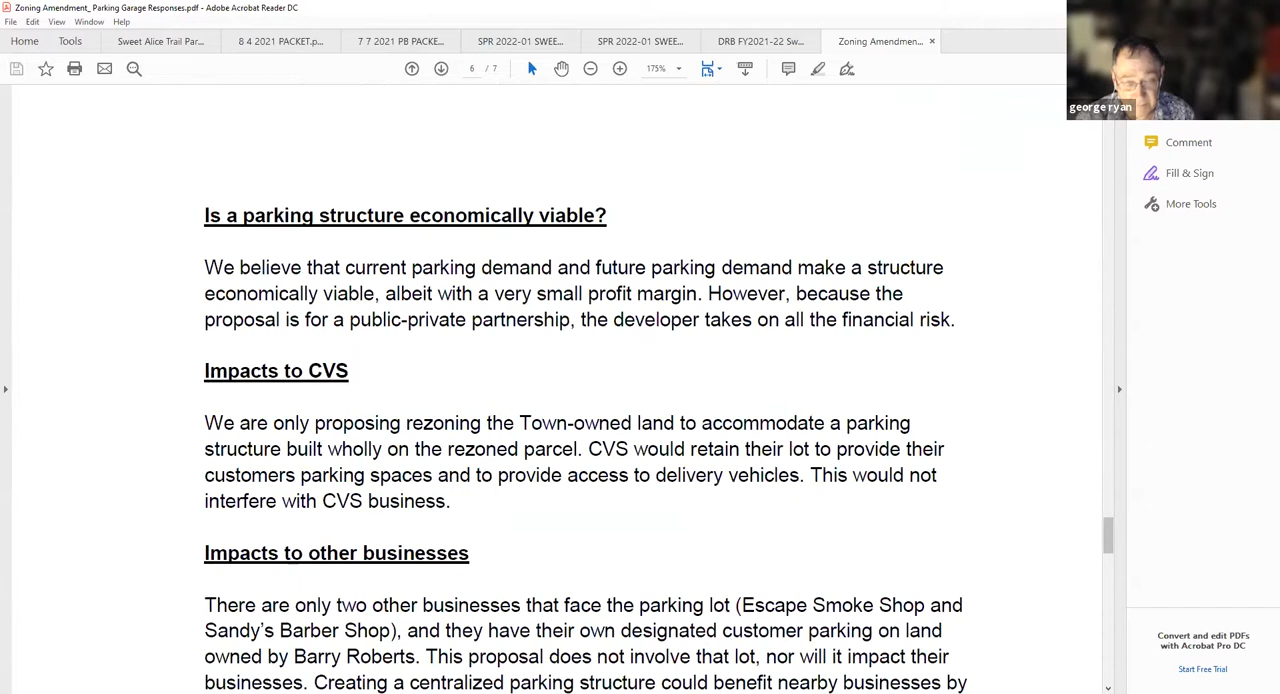 Zoning Amendment_ Parking Garage Responses.pdf - Adobe Acrobat Reader DC
File Edit View Window Help
Home Tools Sweet Alice Trail Par... 8 4 2021 PACKET.p... 7 7 2021 PB PACKE... SPR 2022-01 SWEE... SPR 2022-01 SWEE... DRB FY2021-22 Sw... Zoning Amendmen... ×
6 / 7 175%
george ryan
Comment
Fill & Sign
More Tools
Is a parking structure economically viable?
We believe that current parking demand and future parking demand make a structure
economically viable, albeit with a very small profit margin. However, because the
proposal is for a public-private partnership, the developer takes on all the financial risk.
Impacts to CVS
We are only proposing rezoning the Town-owned land to accommodate a parking
structure built wholly on the rezoned parcel. CVS would retain their lot to provide their
customers parking spaces and to provide access to delivery vehicles. This would not
interfere with CVS business.
Impacts to other businesses
There are only two other businesses that face the parking lot (Escape Smoke Shop and
Sandy's Barber Shop), and they have their own designated customer parking on land
owned by Barry Roberts. This proposal does not involve that lot, nor will it impact their
businesses. Creating a centralized parking structure could benefit nearby businesses by
Convert and edit PDFs
with Acrobat Pro DC
Start Free Trial